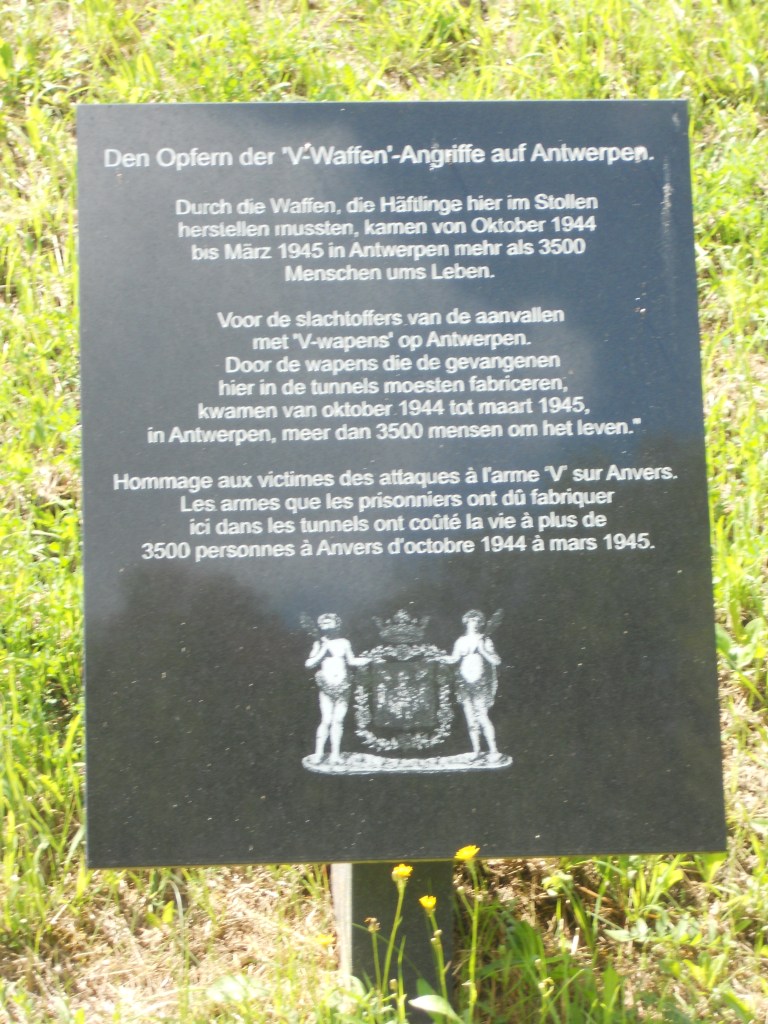 Den Opfern der 'V-Waffen'-Angriffe auf Antwerpen.
Durch die Waffen, die Häftlinge hier im Stollen
herstellen mussten, kamen von Oktober 1944
bis März 1945 in Antwerpen mehr als 3500
Menschen ums Leben.
Voor de slachtoffers van de aanvallen
met 'V-wapens' op Antwerpen.
Door de wapens die de gevangenen
hier in de tunnels moesten fabriceren,
kwamen van oktober 1944 tot maart 1945,
in Antwerpen, meer dan 3500 mensen om het leven."
Hommage aux victimes des attaques à l'arme 'V' sur Anvers.
Les armes que les prisonniers ont dû fabriquer
ici dans les tunnels ont coûté la vie à plus de
3500 personnes à Anvers d'octobre 1944 à mars 1945.